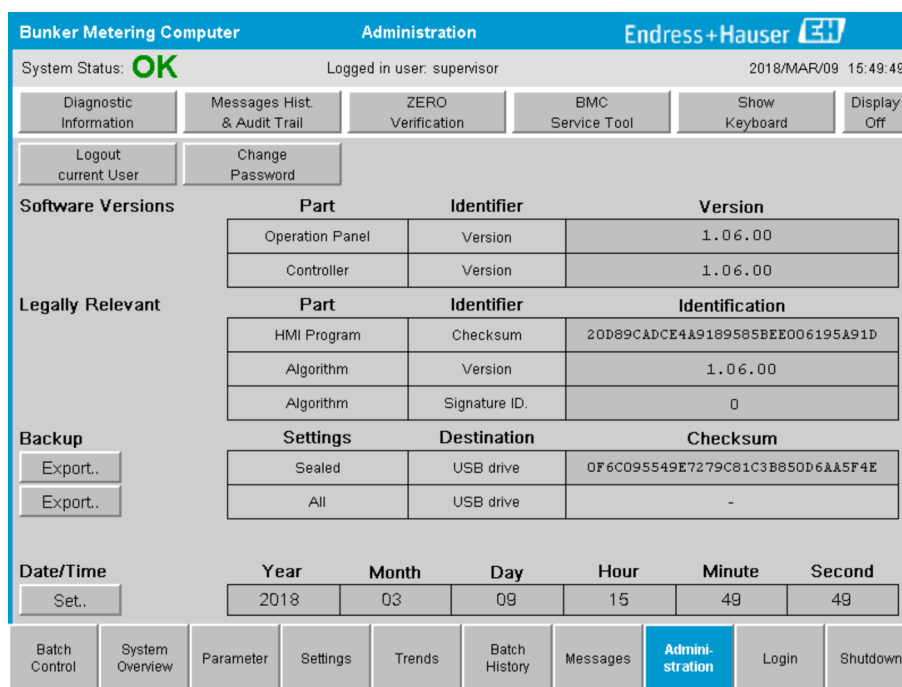 Bunker Metering Computer Administration Endress+Hauser EH
System Status: OK Logged in user: supervisor 2018/MAR/09 15:49:49
Diagnostic Messages Hist. ZERO BMC Show Display
Information & Audit Trail Verification Service Tool Keyboard Off
Logout Change
current User Password
Software Versions Part Identifier Version
Operation Panel Version 1.06.00
Controller Version 1.06.00
Legally Relevant Part Identifier Identification
HMI Program Checksum 20D89CADCE4A9189585BEE006195A91D
Algorithm Version 1.06.00
Algorithm Signature ID. 0
Backup Settings Destination Checksum
Export.. Sealed USB drive 0F6C095549E7279C81C3B850D6AA5F4E
Export.. All USB drive -
Date/Time Year Month Day Hour Minute Second
Set.. 2018 03 09 15 49 49
Batch System Parameter Settings Trends Batch Messages Admini- Login Shutdown
Control Overview History stration